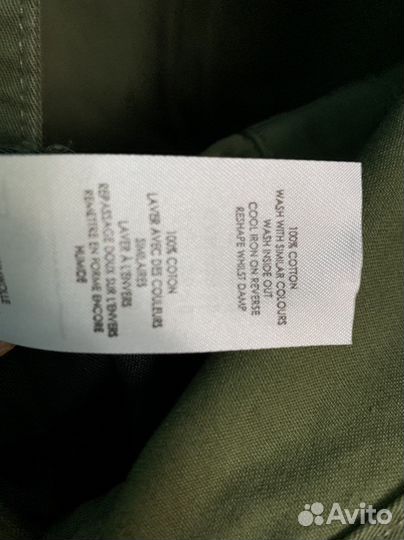 100% COTTON
WASH WITH SIMILAR COLOURS
WASH INSIDE OUT
COOL IRON ON REVERSE
RESHAPE WHILST DAMP
100% COTON
LAVER AVEC DES COULEURS
SIMILAIRES
LAVER À L'ENVERS
REPASSAGE DOUX SUR L'ENVERS
REMETTRE EN FORME ENCORE
HUMIDE
Avito